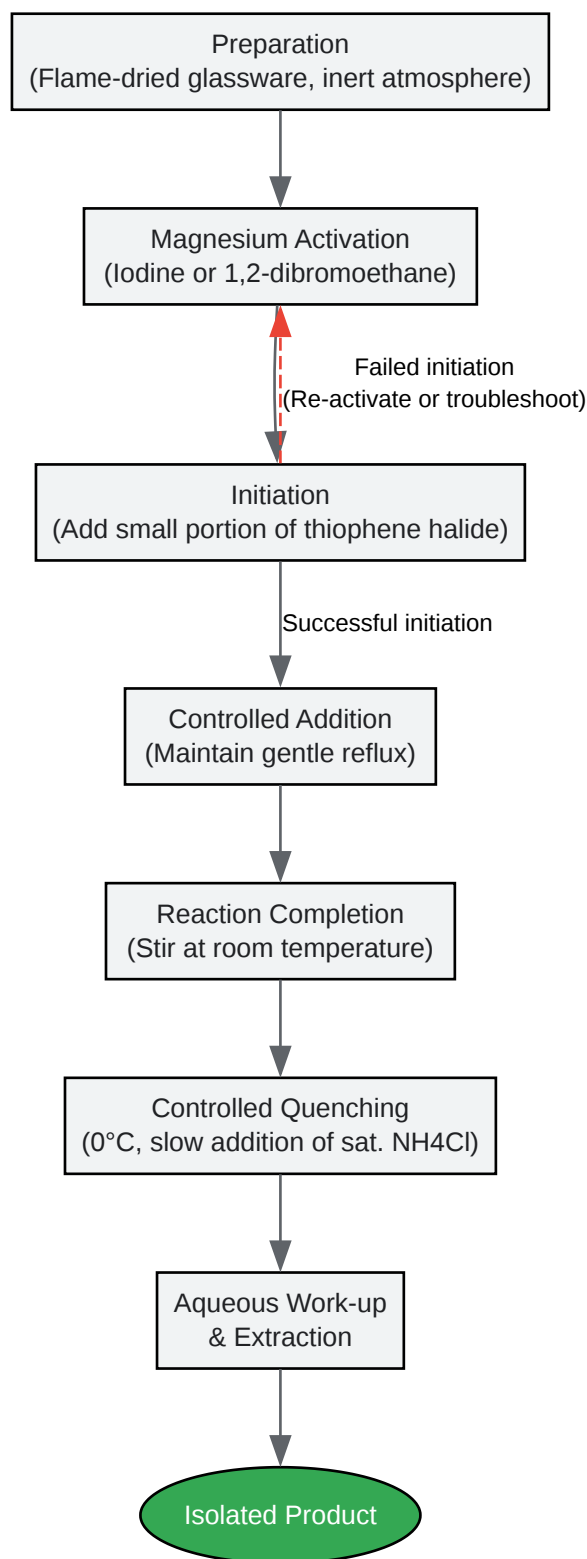 Preparation
(Flame-dried glassware, inert atmosphere)
Magnesium Activation
(Iodine or 1,2-dibromoethane)
Failed initiation
(Re-activate or troubleshoot)
Initiation
(Add small portion of thiophene halide)
Successful initiation
Controlled Addition
(Maintain gentle reflux)
Reaction Completion
(Stir at room temperature)
Controlled Quenching
(0°C, slow addition of sat. NH4Cl)
Aqueous Work-up
& Extraction
Isolated Product